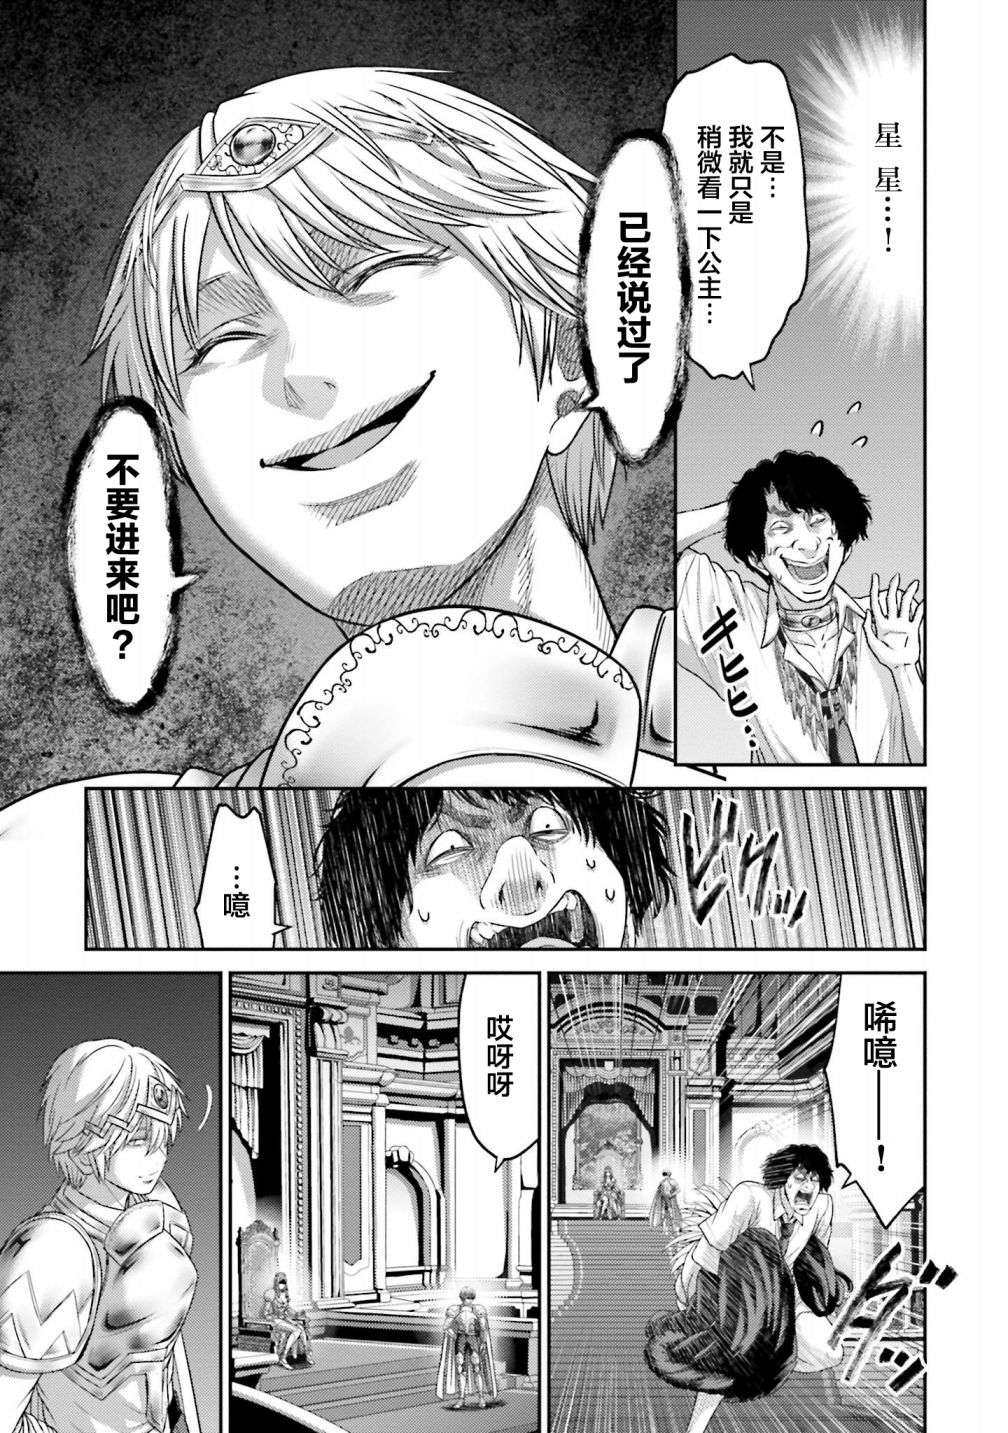 星星…！
不是…
我就只是
稍微看一下公主…
キヒヒ…
已经说过了
不要进来吧？
…噫
ビクッ
唏噫——！
ダダ
哎呀呀